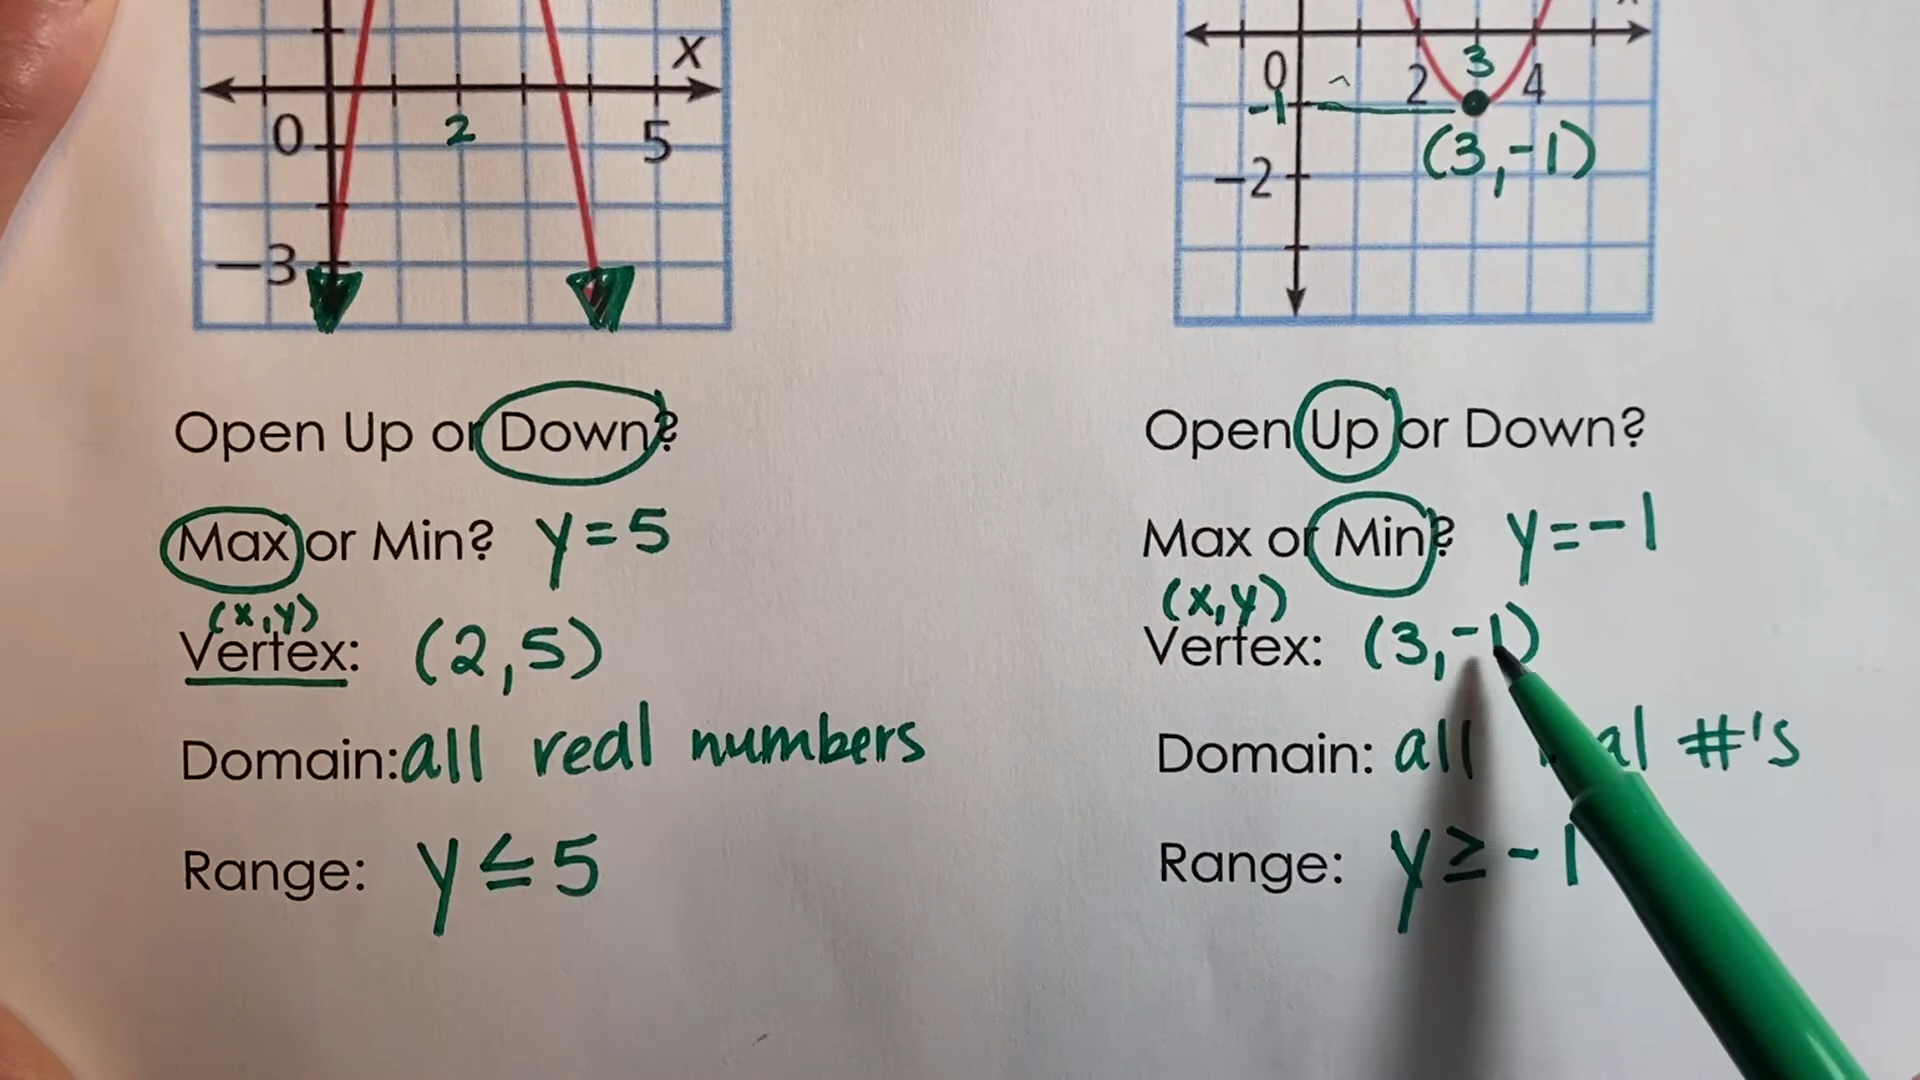 x
0
2
5
-3
Open Up or Down?
Max or Min? y=5
(x,y)
Vertex: (2,5)
Domain: all real numbers
Range: y≤5
0
2
3
4
-1
(3,-1)
-2
Open Up or Down?
Max or Min? y=-1
(x,y)
Vertex: (3,-1)
Domain: all #'s
Range: y≥-1